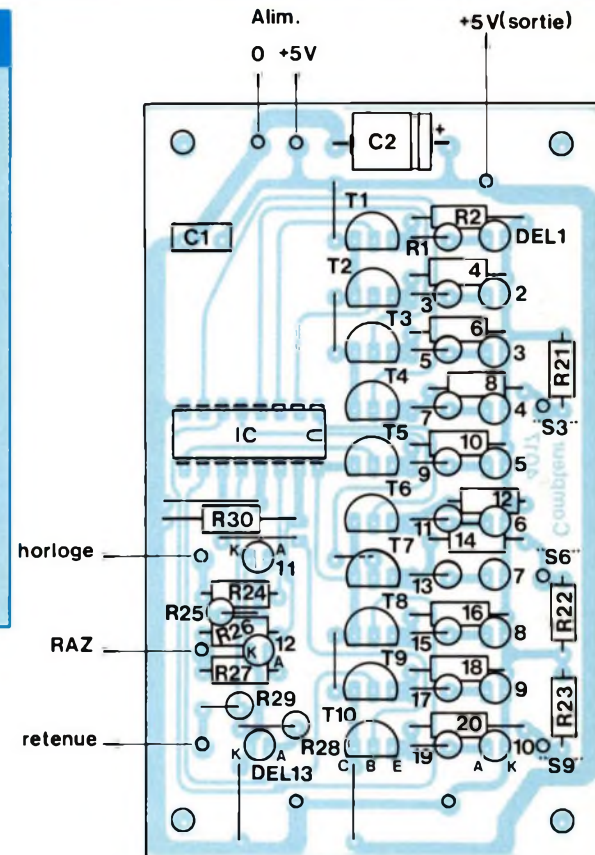 Alim.
0 +5V
+5V(sortie)
C2 +
T1
R2
C1
R1
DEL1
T2
4
3
2
T3
6
5
3
R21
T4
8
7
4
"S3"
IC
T5
10
9
5
4017
Compteur
T6
12
11
6
R30
14
horloge
K A
11
T7
13
7
"S6"
R24
R25
T8
16
R22
R26
12
15
8
RAZ
K
A
R27
T9
18
17
9
R23
R29
T10
20
retenue
K A
R28
C B E
19
A K
10
"S9"
DEL13